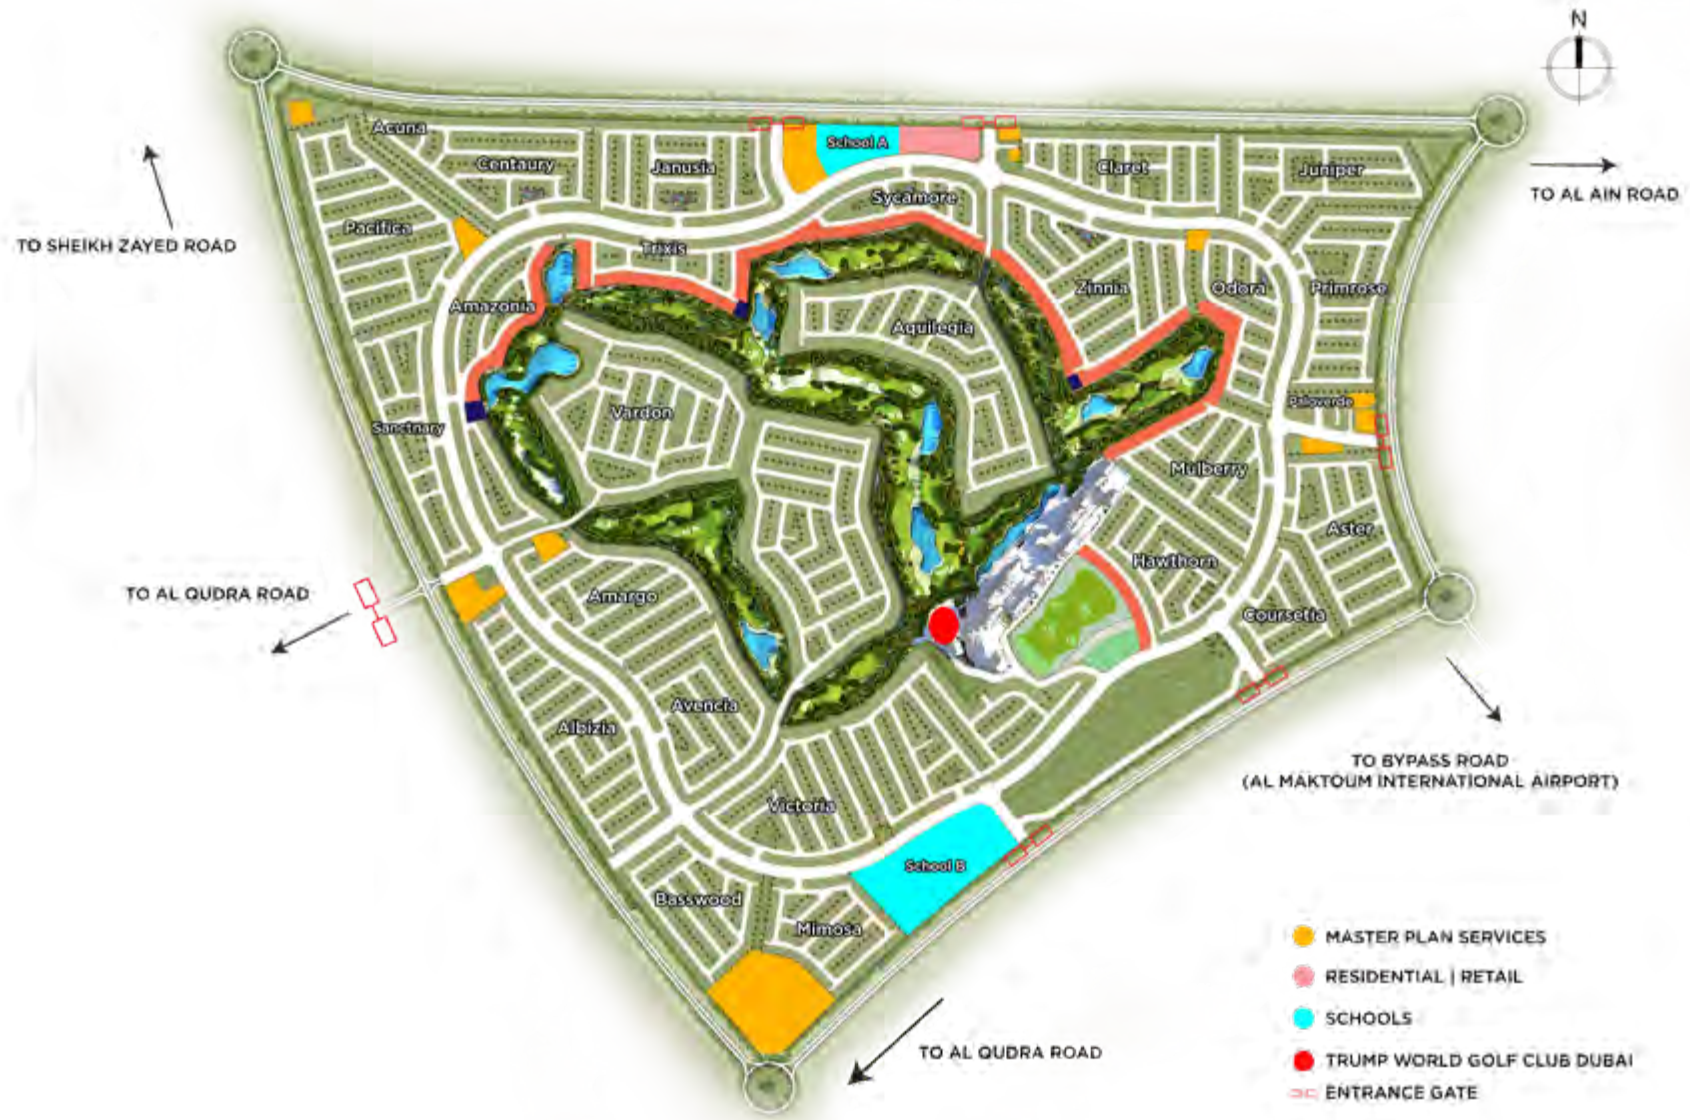 N
Acuna
Centaury
Janusia
School A
Claret
Juniper
TO AL AIN ROAD
Sycamore
Pacifica
TO SHEIKH ZAYED ROAD
Trixis
Amazonia
Zinnia
Odora
Primrose
Aquilegia
Vardon
Paloverde
Sanctnary
Mulberry
Aster
Hawthorn
TO AL QUDRA ROAD
Amargo
Coursetia
Avencia
Albizia
TO BYPASS ROAD
(AL MAKTOUM INTERNATIONAL AIRPORT)
Victoria
School B
Basswood
Mimosa
TO AL QUDRA ROAD
MASTER PLAN SERVICES
RESIDENTIAL | RETAIL
SCHOOLS
TRUMP WORLD GOLF CLUB DUBAI
ENTRANCE GATE